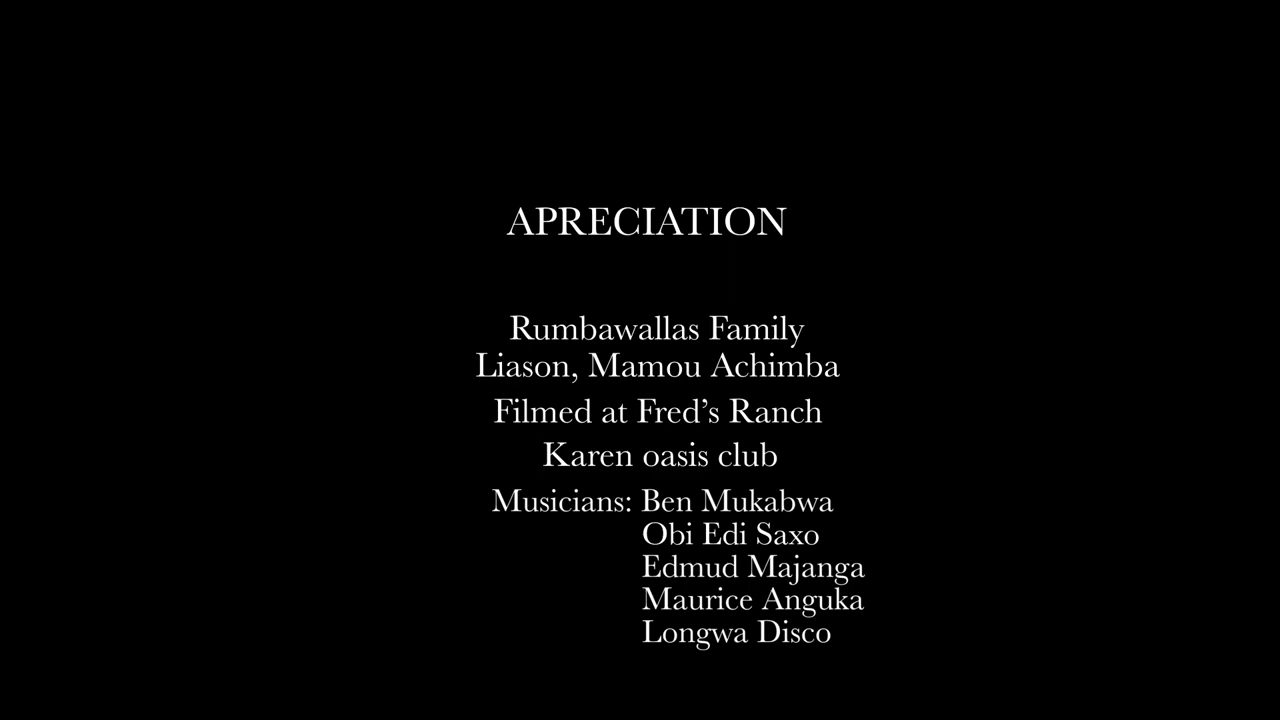 APRECIATION
Rumbawallas Family
Liason, Mamou Achimba
Filmed at Fred’s Ranch
Karen oasis club
Musicians: Ben Mukabwa
Obi Edi Saxo
Edmud Majanga
Maurice Anguka
Longwa Disco